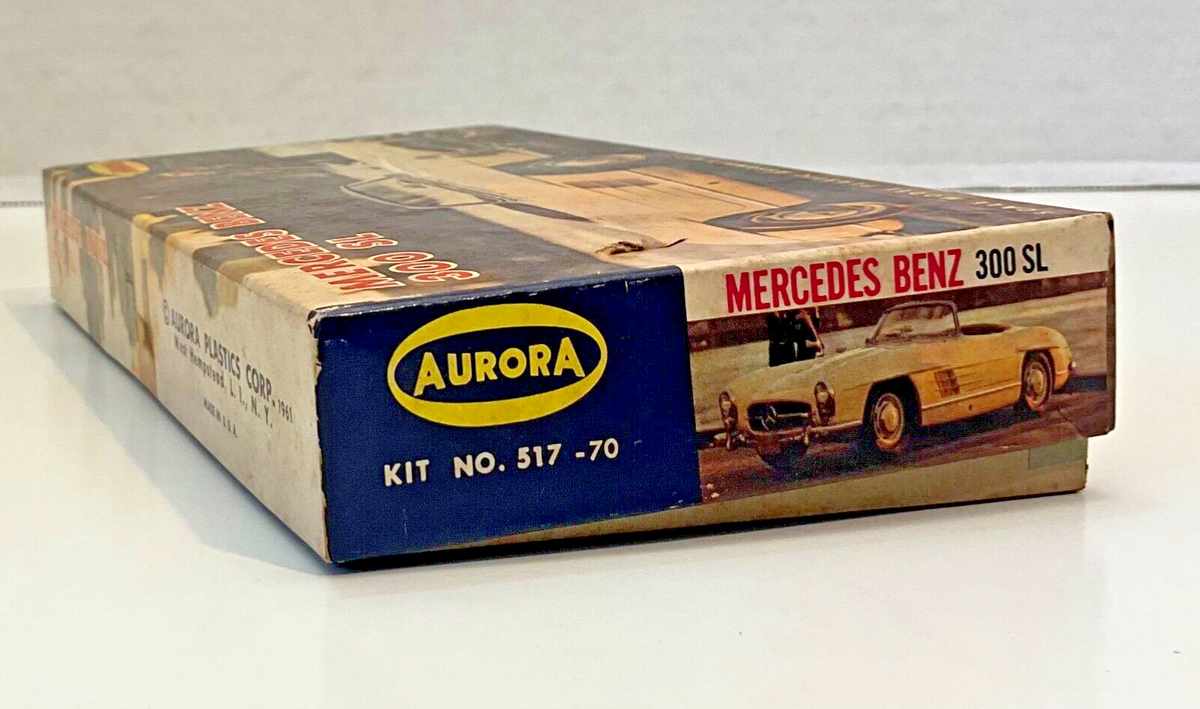 MERCEDES BENZ
300 SL
© AURORA PLASTICS CORP. 1961
West Hempstead, L. I., N. Y.
MADE IN U.S.A.
AURORA
KIT NO. 517 -70
MERCEDES BENZ 300 SL